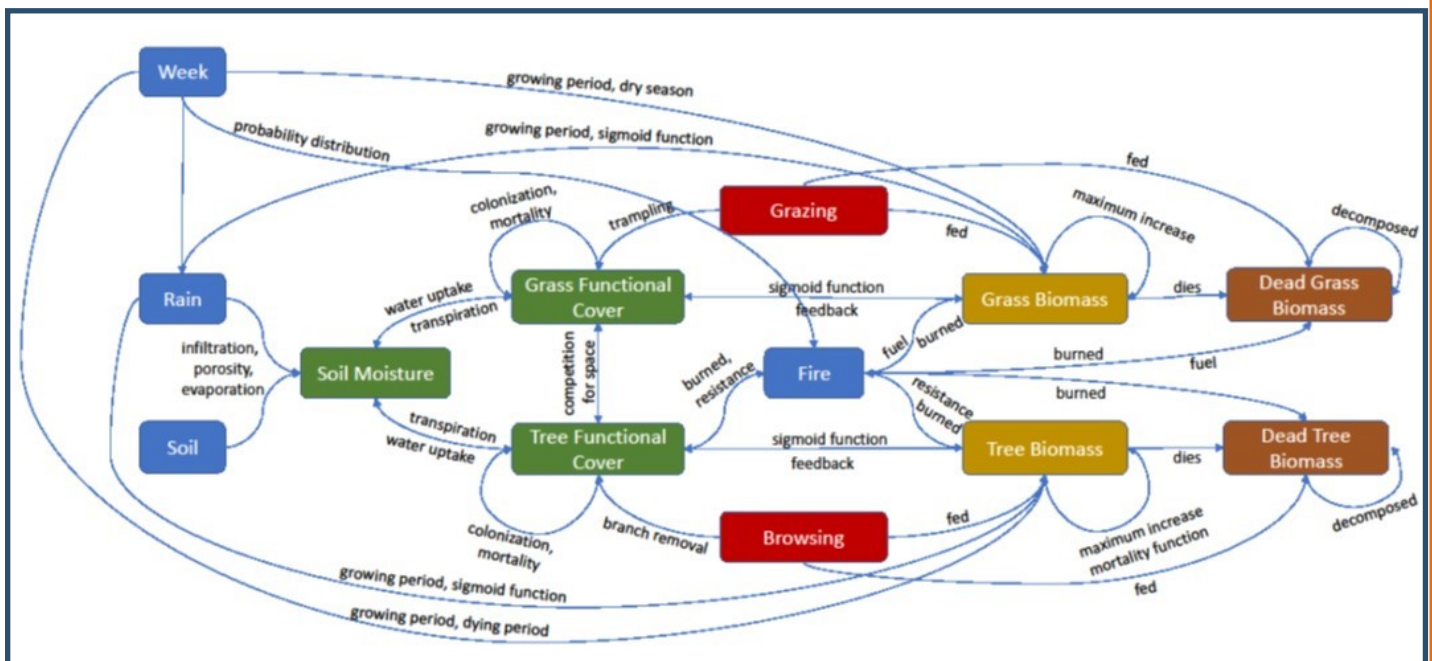 Week
growing period, dry season
probability distribution
growing period, sigmoid function
fed
colonization,
mortality
trampling
Grazing
fed
maximum increase
decomposed
Rain
water uptake
transpiration
Grass Functional
Cover
sigmoid function
feedback
Grass Biomass
dies
Dead Grass
Biomass
infiltration,
porosity,
evaporation
Soil Moisture
competition
for space
burned,
resistance
Fire
fuel
burned
burned
fuel
resistance
burned
burned
Soil
transpiration
water uptake
Tree Functional
Cover
sigmoid function
feedback
Tree Biomass
dies
Dead Tree
Biomass
colonization,
mortality
branch removal
Browsing
fed
maximum increase
mortality function
decomposed
fed
growing period, sigmoid function
growing period, dying period